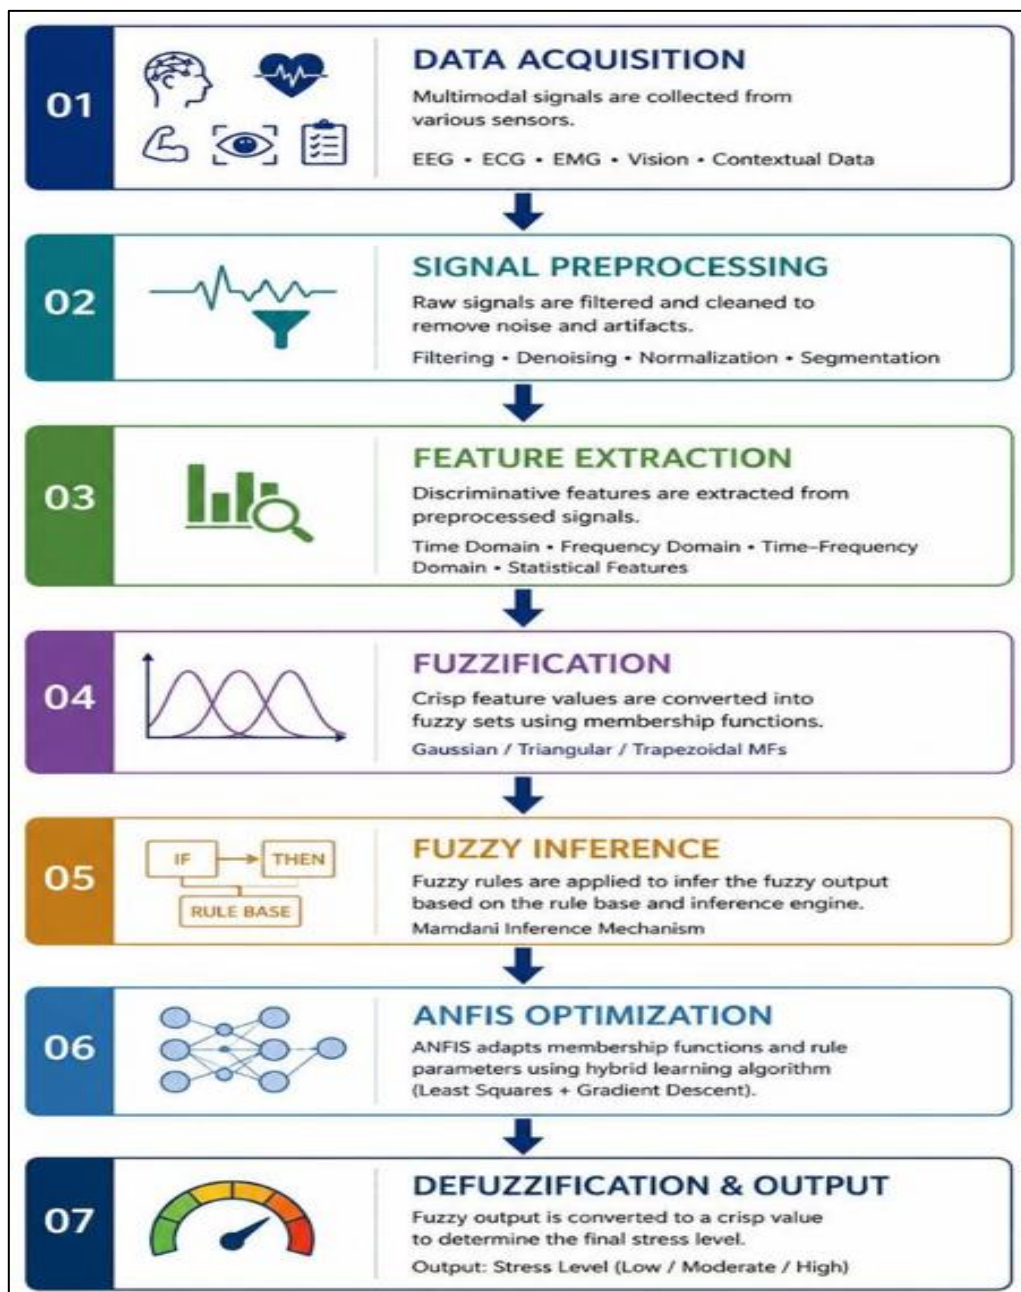 01
DATA ACQUISITION
Multimodal signals are collected from
various sensors.
EEG • ECG • EMG • Vision • Contextual Data
02
SIGNAL PREPROCESSING
Raw signals are filtered and cleaned to
remove noise and artifacts.
Filtering • Denoising • Normalization • Segmentation
03
FEATURE EXTRACTION
Discriminative features are extracted from
preprocessed signals.
Time Domain • Frequency Domain • Time–Frequency
Domain • Statistical Features
04
FUZZIFICATION
Crisp feature values are converted into
fuzzy sets using membership functions.
Gaussian / Triangular / Trapezoidal MFs
05
IF
THEN
RULE BASE
FUZZY INFERENCE
Fuzzy rules are applied to infer the fuzzy output
based on the rule base and inference engine.
Mamdani Inference Mechanism
06
ANFIS OPTIMIZATION
ANFIS adapts membership functions and rule
parameters using hybrid learning algorithm
(Least Squares + Gradient Descent).
07
DEFUZZIFICATION & OUTPUT
Fuzzy output is converted to a crisp value
to determine the final stress level.
Output: Stress Level (Low / Moderate / High)